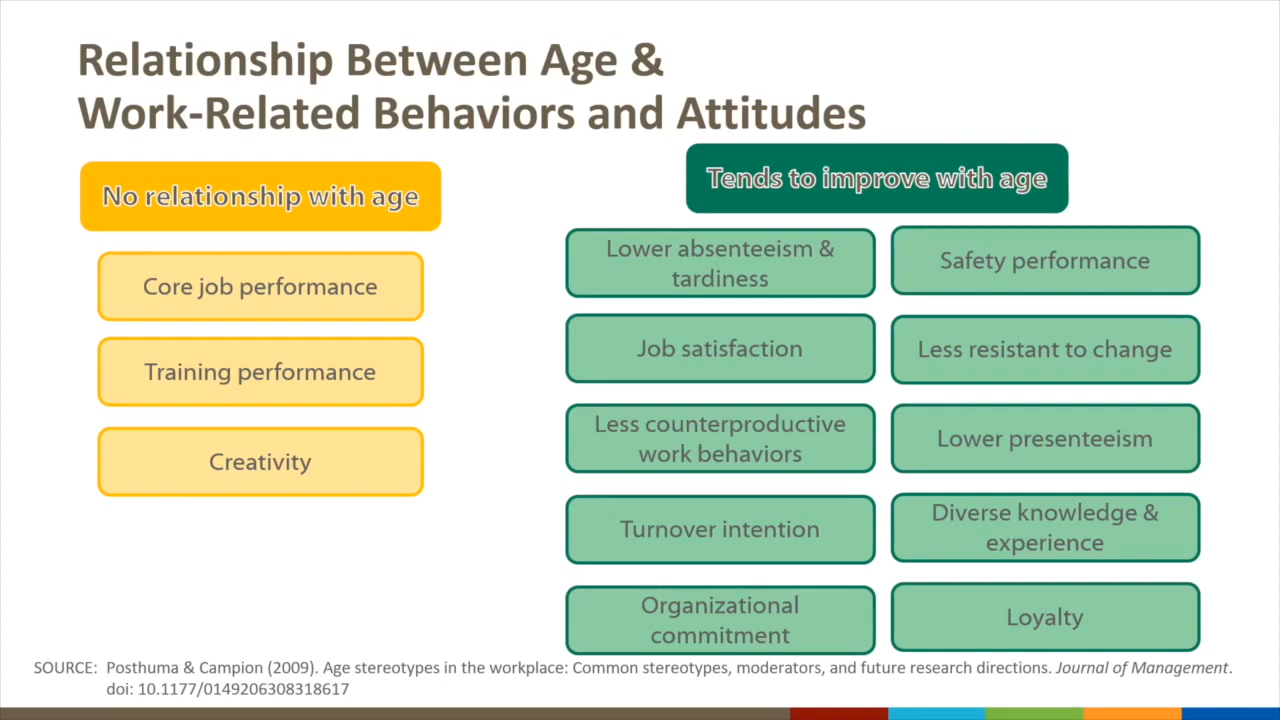 Relationship Between Age &
Work-Related Behaviors and Attitudes
No relationship with age
Core job performance
Training performance
Creativity
Tends to improve with age
Lower absenteeism &
tardiness
Job satisfaction
Less counterproductive
work behaviors
Turnover intention
Organizational
commitment
Safety performance
Less resistant to change
Lower presenteeism
Diverse knowledge &
experience
Loyalty
SOURCE: Posthuma & Campion (2009). Age stereotypes in the workplace: Common stereotypes, moderators, and future research directions. Journal of Management.
doi: 10.1177/0149206308318617